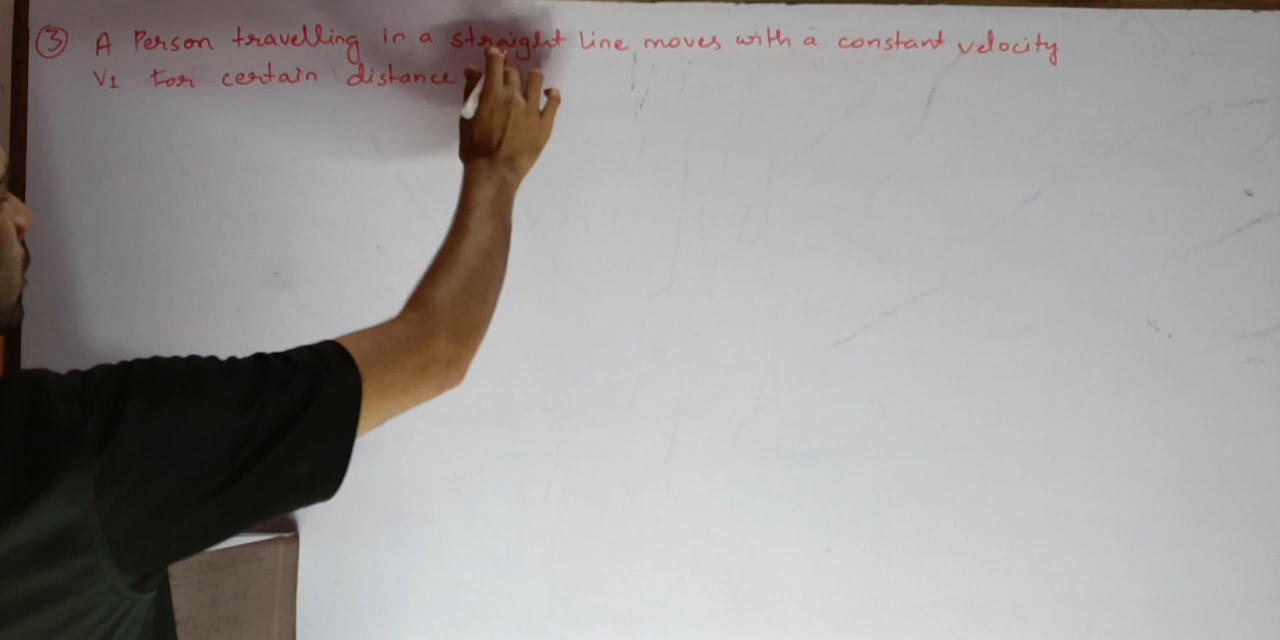 ③ A Person travelling in a straight line, moves with a constant velocity
V1 for certain distance